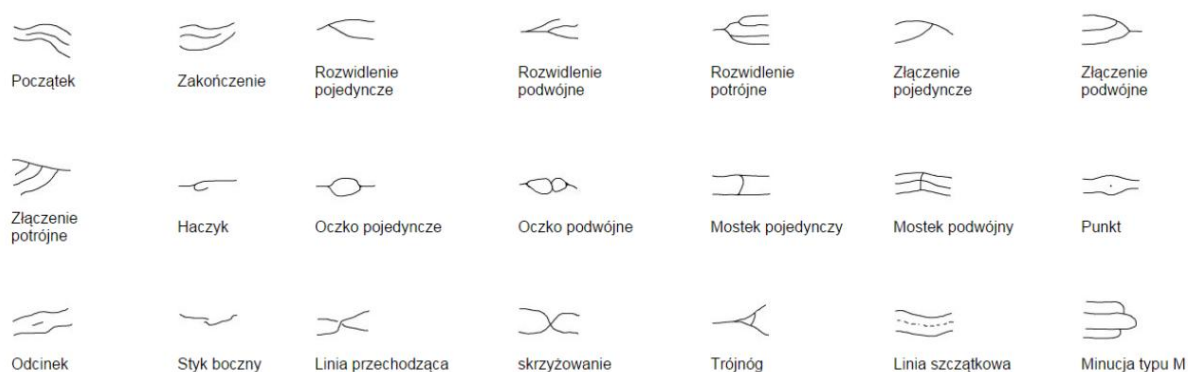 Początek
Zakończenie
Rozwidlenie
pojedyncze
Rozwidlenie
podwójne
Rozwidlenie
potrójne
Złączenie
pojedyncze
Złączenie
podwójne
Złączenie
potrójne
Haczyk
Oczko pojedyncze
Oczko podwójne
Mostek pojedynczy
Mostek podwójny
Punkt
Odcinek
Styk boczny
Linia przechodząca
skrzyżowanie
Trójnóg
Linia szczątkowa
Minucja typu M